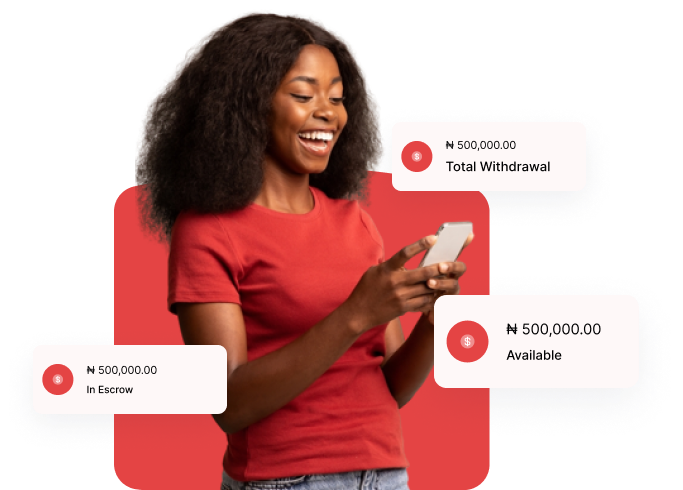 ₦ 500,000.00
Total Withdrawal
₦ 500,000.00
Available
₦ 500,000.00
In Escrow